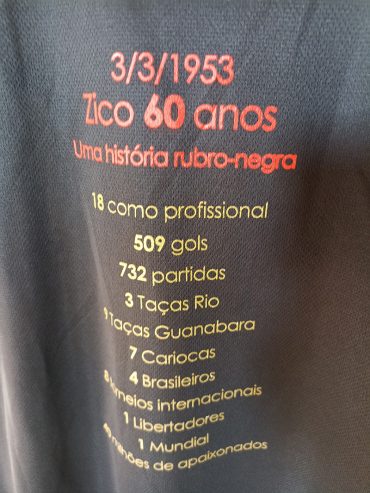 3/3/1953
Zico 60 anos
Uma história rubro-negra
18 como profissional
509 gols
732 partidas
3 Taças Rio
9 Taças Guanabara
7 Cariocas
4 Brasileiros
torneios internacionais
1 Libertadores
1 Mundial
milhões de apaixonados